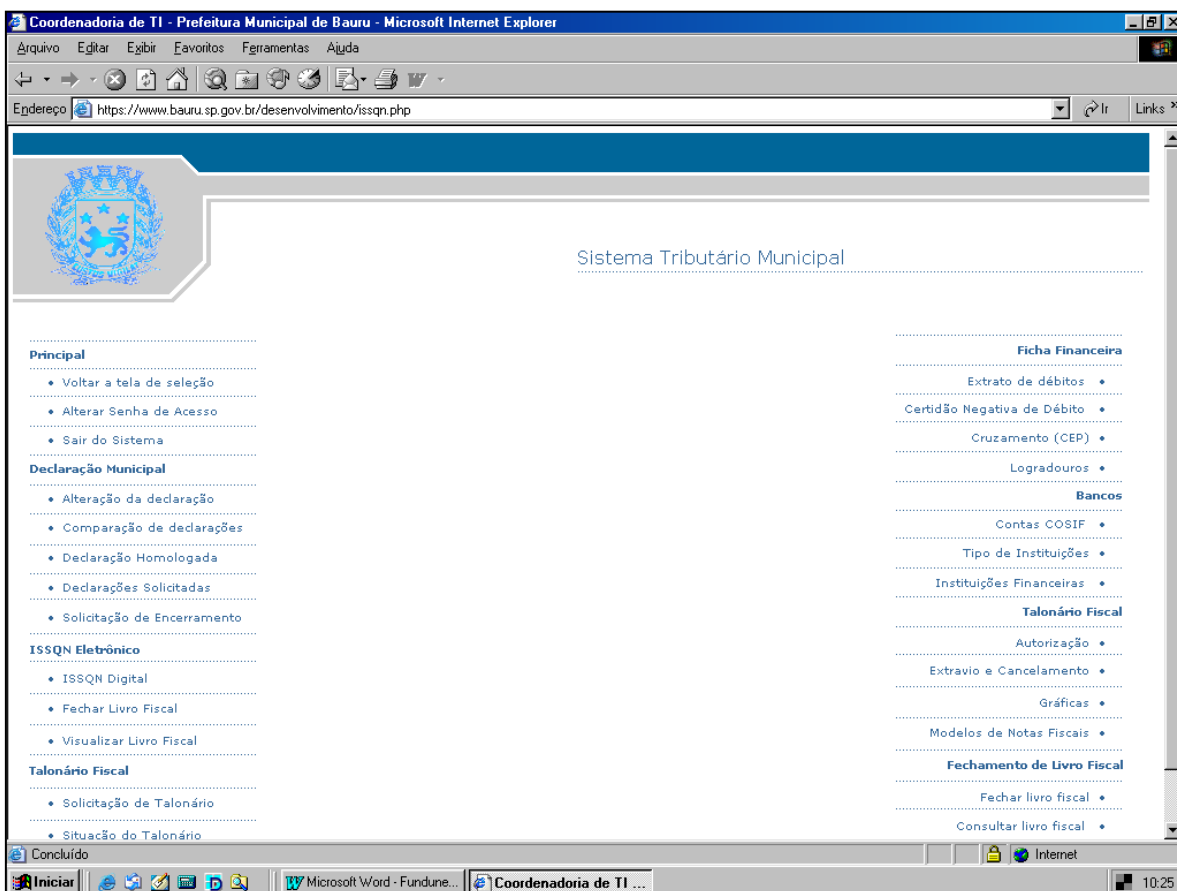 Coordenadoria de TI - Prefeitura Municipal de Bauru - Microsoft Internet Explorer
Arquivo Editar Exibir Favoritos Ferramentas Ajuda
Endereço https://www.bauru.sp.gov.br/desenvolvimento/issqn.php Ir Links »
Sistema Tributário Municipal
Principal
• Voltar a tela de seleção
• Alterar Senha de Acesso
• Sair do Sistema
Declaração Municipal
• Alteração da declaração
• Comparação de declarações
• Declaração Homologada
• Declarações Solicitadas
• Solicitação de Encerramento
ISSQN Eletrônico
• ISSQN Digital
• Fechar Livro Fiscal
• Visualizar Livro Fiscal
Talonário Fiscal
• Solicitação de Talonário
• Situação do Talonário
Ficha Financeira
Extrato de débitos •
Certidão Negativa de Débito •
Cruzamento (CEP) •
Logradouros •
Bancos
Contas COSIF •
Tipo de Instituições •
Instituições Financeiras •
Talonário Fiscal
Autorização •
Extravio e Cancelamento •
Gráficas •
Modelos de Notas Fiscais •
Fechamento de Livro Fiscal
Fechar livro fiscal •
Consultar livro fiscal •
Concluído Internet
Iniciar Microsoft Word - Fundune... Coordenadoria de TI ... 10:25